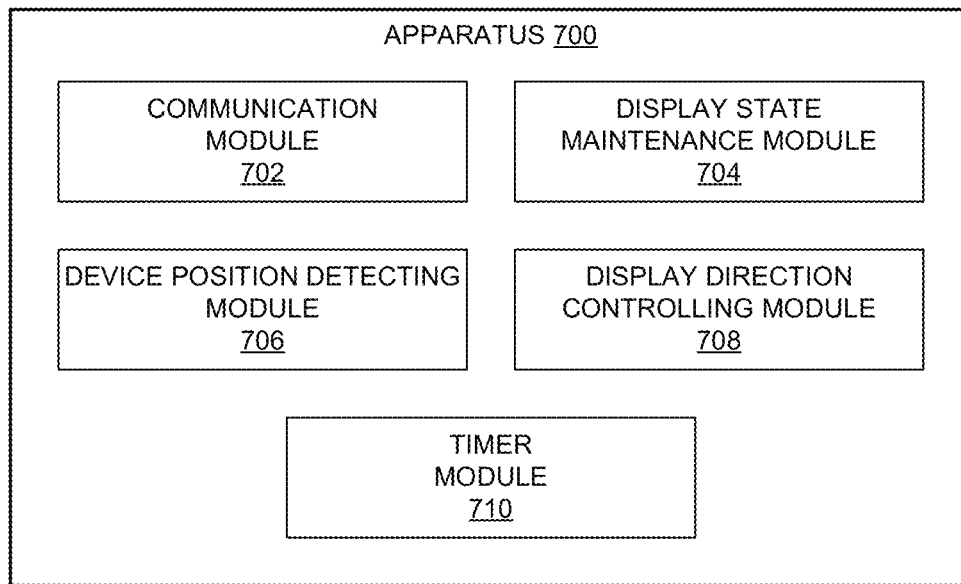 APPARATUS 700
COMMUNICATION
MODULE
702
DISPLAY STATE
MAINTENANCE MODULE
704
DEVICE POSITION DETECTING
MODULE
706
DISPLAY DIRECTION
CONTROLLING MODULE
708
TIMER
MODULE
710